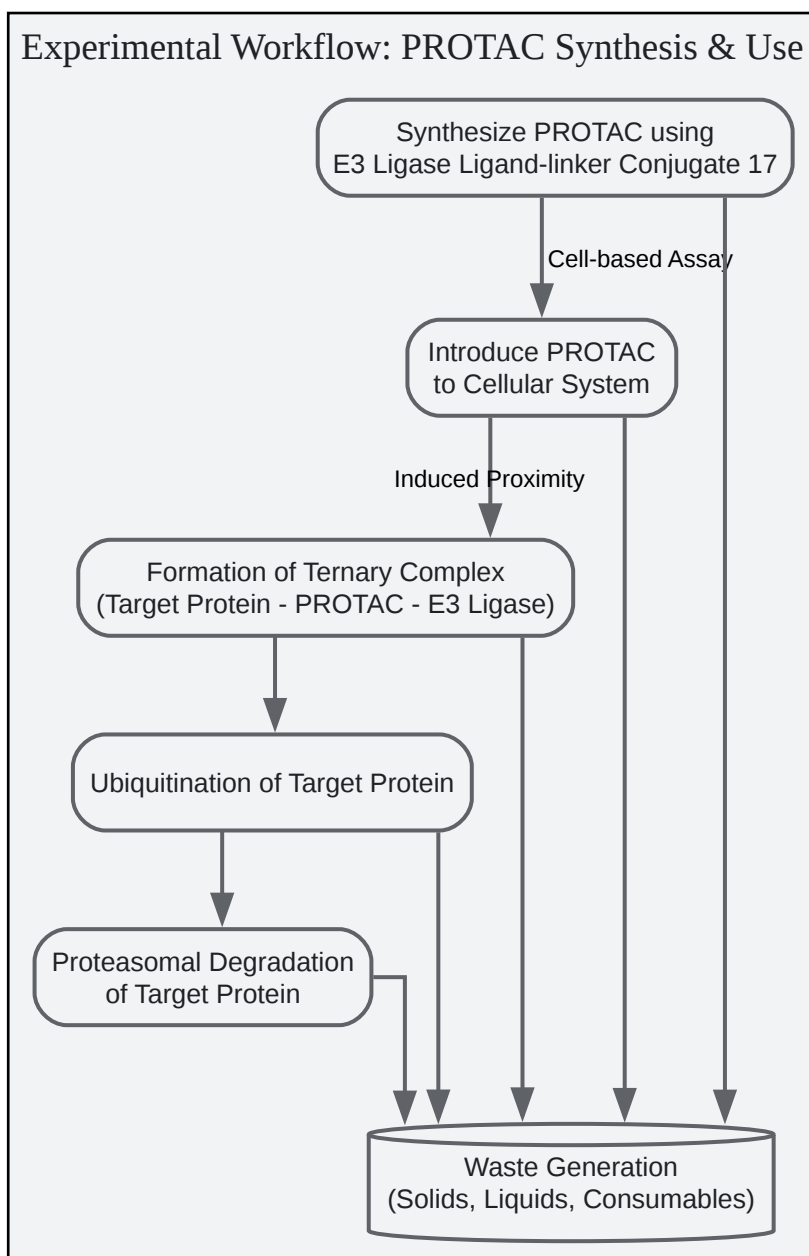 Experimental Workflow: PROTAC Synthesis & Use
Synthesize PROTAC using
E3 Ligase Ligand-linker Conjugate 17
Cell-based Assay
Introduce PROTAC
to Cellular System
Induced Proximity
Formation of Ternary Complex
(Target Protein - PROTAC - E3 Ligase)
Ubiquitination of Target Protein
Proteasomal Degradation
of Target Protein
Waste Generation
(Solids, Liquids, Consumables)